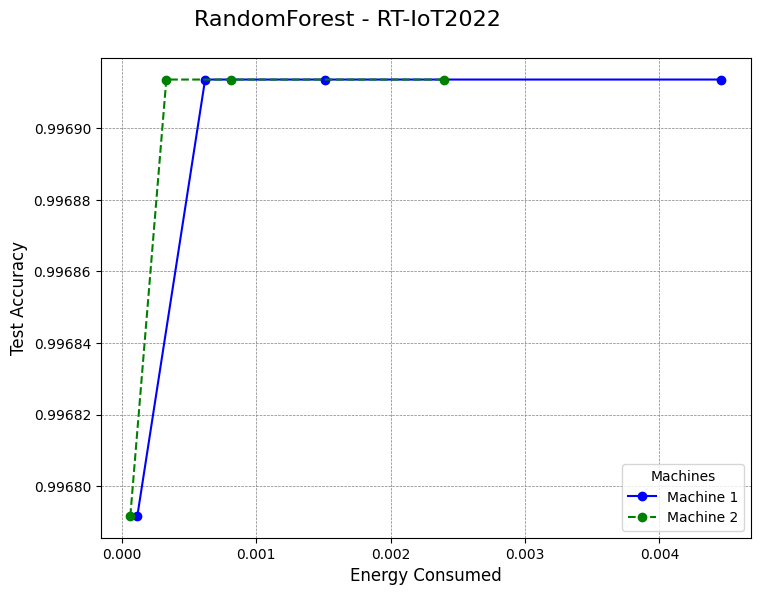 RandomForest - RT-IoT2022
Test Accuracy
0.99690
0.99688
0.99686
0.99684
0.99682
0.99680
0.000
0.001
0.002
0.003
0.004
Energy Consumed
Machines
Machine 1
Machine 2